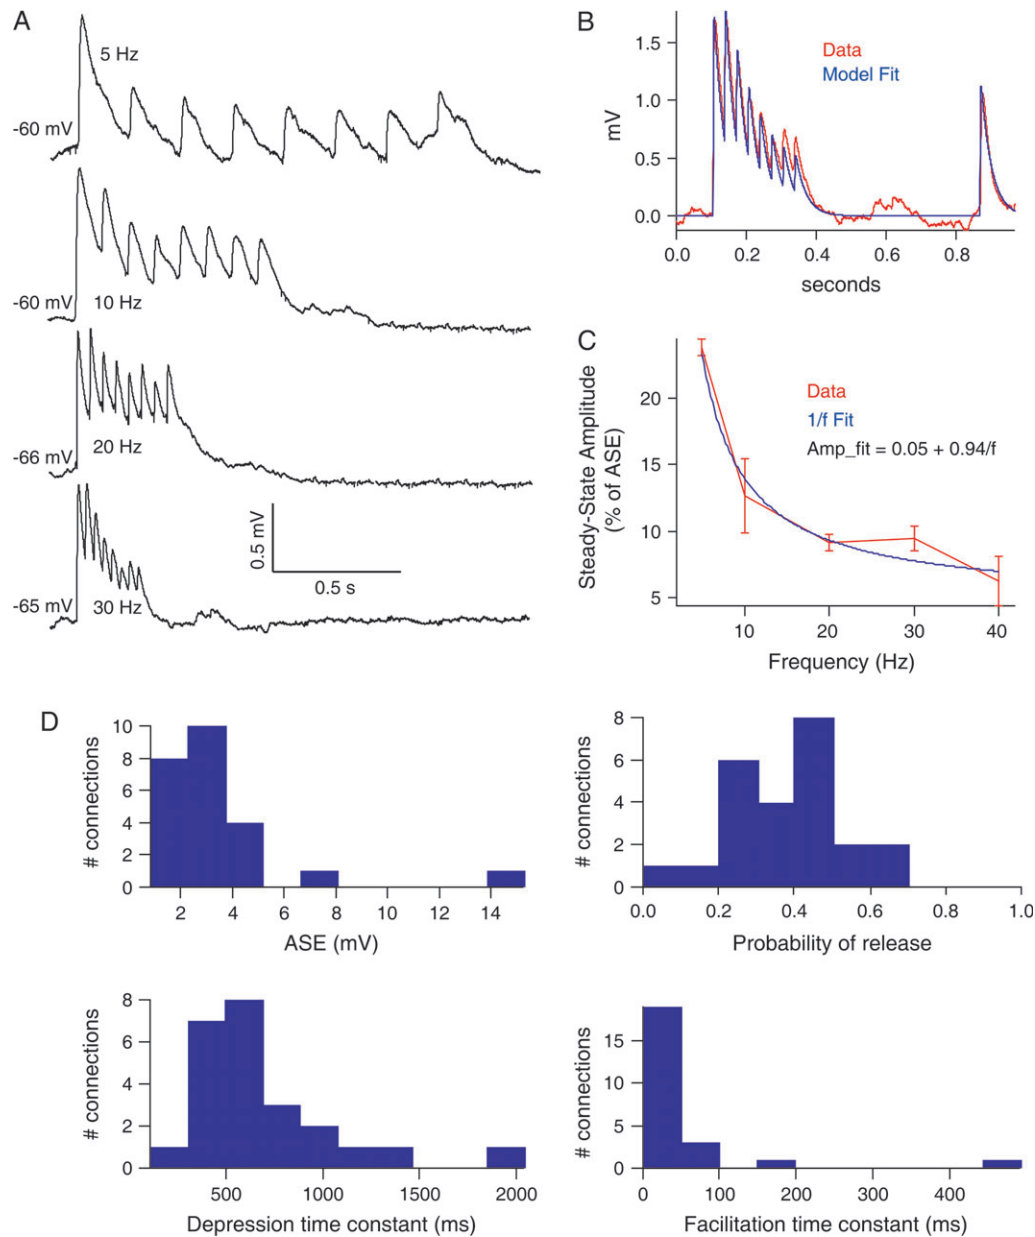 A
5 Hz
-60 mV
-60 mV
10 Hz
20 Hz
-66 mV
0.5 mV
0.5 s
-65 mV
30 Hz
B
Data
Model Fit
mV
1.5
1.0
0.5
0.0
0.0 0.2 0.4 0.6 0.8
seconds
C
Data
1/f Fit
Amp_fit = 0.05 + 0.94/f
Steady-State Amplitude
(% of ASE)
20
15
10
5
10 20 30 40
Frequency (Hz)
D
# connections
10
8
6
4
2
0
2 4 6 8 10 12 14
ASE (mV)
# connections
8
6
4
2
0
0.0 0.2 0.4 0.6 0.8 1.0
Probability of release
# connections
8
6
4
2
0
500 1000 1500 2000
Depression time constant (ms)
# connections
15
10
5
0
0 100 200 300 400
Facilitation time constant (ms)